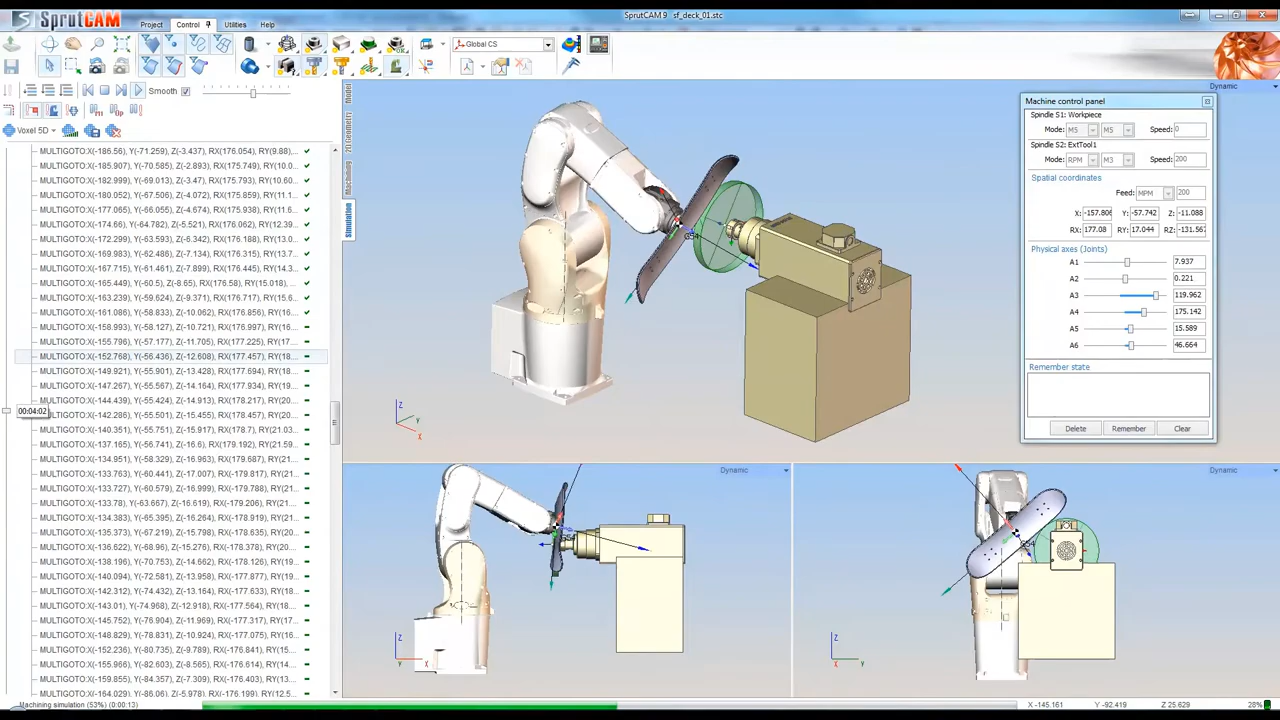 SprutCAM 9 sf_deck_01.stc
SprutCAM
Project
Control
Utilities
Help
Global CS
Smooth
Voxel 5D
MULTIGOTO:X(-186.56), Y(-71.259), Z(-3.437), RX(176.054), RY(9.88)...
MULTIGOTO:X(-185.907), Y(-70.585), Z(-2.893), RX(175.749), RY(10.0...
MULTIGOTO:X(-182.999), Y(-69.013), Z(-3.47), RX(175.793), RY(10.60...
MULTIGOTO:X(-180.052), Y(-67.506), Z(-4.072), RX(175.859), RY(11.1...
MULTIGOTO:X(-177.065), Y(-66.055), Z(-4.674), RX(175.943), RY(11.7...
MULTIGOTO:X(-174.66), Y(-64.782), Z(-5.521), RX(176.062), RY(12.39...
MULTIGOTO:X(-172.299), Y(-63.593), Z(-6.342), RX(176.188), RY(13.0...
MULTIGOTO:X(-169.983), Y(-62.486), Z(-7.134), RX(176.315), RY(13.7...
MULTIGOTO:X(-167.715), Y(-61.461), Z(-7.899), RX(176.445), RY(14.3...
MULTIGOTO:X(-165.449), Y(-60.5), Z(-8.65), RX(176.58), RY(15.018)...
MULTIGOTO:X(-163.239), Y(-59.624), Z(-9.371), RX(176.717), RY(15.6...
MULTIGOTO:X(-161.086), Y(-58.833), Z(-10.062), RX(176.856), RY(16....
MULTIGOTO:X(-158.993), Y(-58.127), Z(-10.721), RX(176.997), RY(16....
MULTIGOTO:X(-155.796), Y(-57.177), Z(-11.705), RX(177.225), RY(17....
MULTIGOTO:X(-152.768), Y(-56.436), Z(-12.608), RX(177.457), RY(18....
MULTIGOTO:X(-149.921), Y(-55.901), Z(-13.428), RX(177.694), RY(19....
MULTIGOTO:X(-147.267), Y(-55.567), Z(-14.164), RX(177.934), RY(19....
MULTIGOTO:X(-144.439), Y(-55.424), Z(-14.913), RX(178.217), RY(20....
00:04:02
MULTIGOTO:X(-142.286), Y(-55.501), Z(-15.455), RX(178.457), RY(20....
MULTIGOTO:X(-140.351), Y(-55.751), Z(-15.917), RX(178.7), RY(21.03...
MULTIGOTO:X(-137.165), Y(-56.741), Z(-16.6), RX(179.192), RY(21.59...
MULTIGOTO:X(-134.951), Y(-58.329), Z(-16.963), RX(179.687), RY(21....
MULTIGOTO:X(-133.763), Y(-60.441), Z(-17.007), RX(-179.817), RY(21...
MULTIGOTO:X(-133.727), Y(-60.579), Z(-16.999), RX(-179.788), RY(21...
MULTIGOTO:X(-133.78), Y(-63.667), Z(-16.619), RX(-179.206), RY(21....
MULTIGOTO:X(-134.383), Y(-65.395), Z(-16.264), RX(-178.919), RY(21...
MULTIGOTO:X(-135.373), Y(-67.219), Z(-15.798), RX(-178.635), RY(20...
MULTIGOTO:X(-136.622), Y(-68.96), Z(-15.276), RX(-178.378), RY(20....
MULTIGOTO:X(-138.196), Y(-70.753), Z(-14.662), RX(-178.126), RY(19...
MULTIGOTO:X(-140.094), Y(-72.581), Z(-13.958), RX(-177.877), RY(19...
MULTIGOTO:X(-142.312), Y(-74.432), Z(-13.164), RX(-177.633), RY(18...
MULTIGOTO:X(-143.01), Y(-74.968), Z(-12.918), RX(-177.564), RY(18....
MULTIGOTO:X(-145.752), Y(-76.904), Z(-11.969), RX(-177.317), RY(17...
MULTIGOTO:X(-148.829), Y(-78.831), Z(-10.924), RX(-177.075), RY(16...
MULTIGOTO:X(-152.236), Y(-80.735), Z(-9.789), RX(-176.841), RY(15....
MULTIGOTO:X(-155.966), Y(-82.603), Z(-8.565), RX(-176.614), RY(14....
MULTIGOTO:X(-159.855), Y(-84.357), Z(-7.309), RX(-176.403), RY(13....
MULTIGOTO:X(-164.029), Y(-86.06), Z(-5.978), RX(-176.199), RY(12.5...
Model
2D Geometry
Machining
Simulation
Dynamic
G54
Z
Y
X
Machine control panel
Spindle S1: Workpiece
Mode: M5 M5 Speed: 0
Spindle S2: ExtTool1
Mode: RPM M3 Speed: 200
Spatial coordinates
Feed: MPM 200
X: -157.806 Y: -57.742 Z: -11.088
RX: 177.08 RY: 17.044 RZ: -131.567
Physical axes (Joints)
A1 7.937
A2 0.221
A3 119.962
A4 175.142
A5 15.589
A6 46.664
Remember state
Delete Remember Clear
Dynamic
G54
Z
Y X
Dynamic
G54
Z
X Y
Machining simulation (53%) (0:00:13)
X -145.161 Y -92.419 Z 25.629 28%